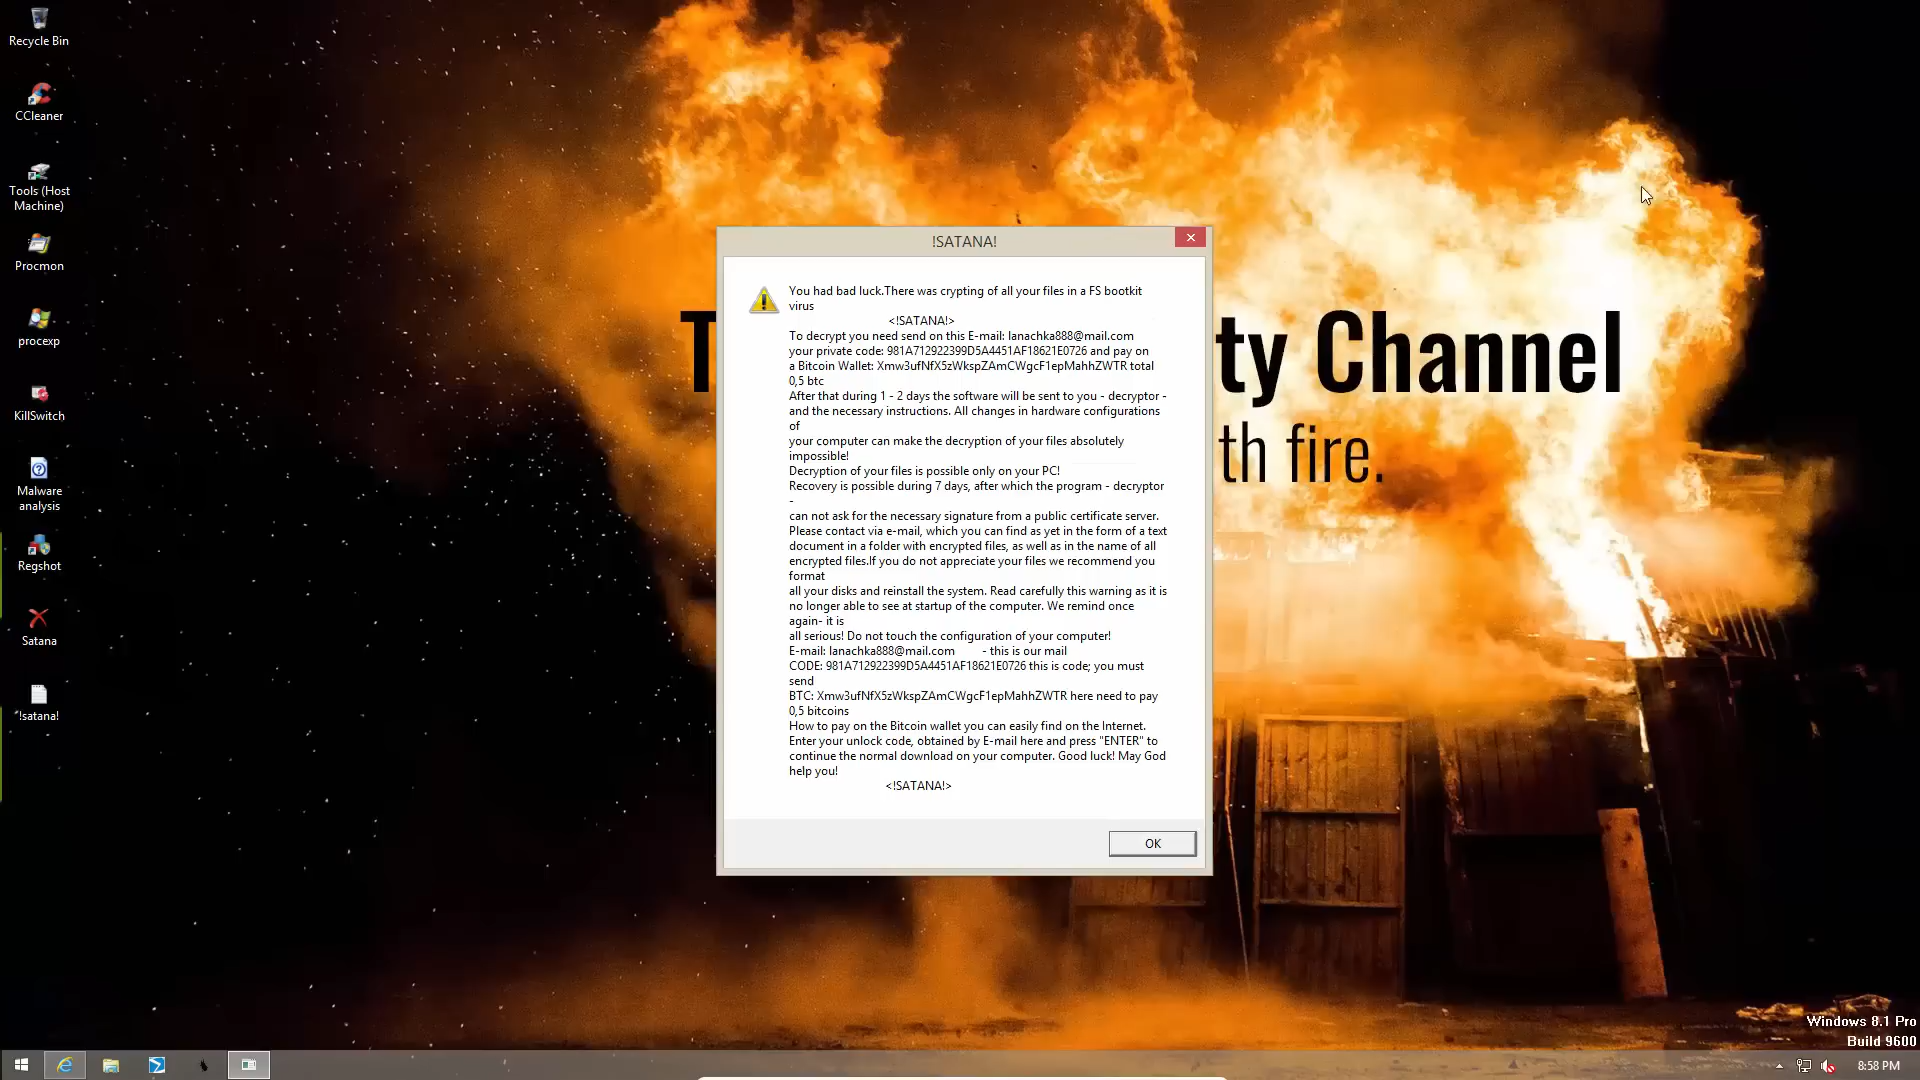 Recycle Bin
CCleaner
Tools (Host
Machine)
Procmon
procexp
KillSwitch
Malware
analysis
Regshot
Satana
!satana!
T
ty Channel
th fire.
!SATANA!
You had bad luck.There was crypting of all your files in a FS bootkit
virus
<!SATANA!>
To decrypt you need send on this E-mail: lanachka888@mail.com
your private code: 981A712922399D5A4451AF18621E0726 and pay on
a Bitcoin Wallet: Xmw3ufNfX5zWkspZAmCWgcF1epMahhZWTR total
0,5 btc
After that during 1 - 2 days the software will be sent to you - decryptor -
and the necessary instructions. All changes in hardware configurations
of
your computer can make the decryption of your files absolutely
impossible!
Decryption of your files is possible only on your PC!
Recovery is possible during 7 days, after which the program - decryptor
-
can not ask for the necessary signature from a public certificate server.
Please contact via e-mail, which you can find as yet in the form of a text
document in a folder with encrypted files, as well as in the name of all
encrypted files.If you do not appreciate your files we recommend you
format
all your disks and reinstall the system. Read carefully this warning as it is
no longer able to see at startup of the computer. We remind once
again- it is
all serious! Do not touch the configuration of your computer!
E-mail: lanachka888@mail.com - this is our mail
CODE: 981A712922399D5A4451AF18621E0726 this is code; you must
send
BTC: Xmw3ufNfX5zWkspZAmCWgcF1epMahhZWTR here need to pay
0,5 bitcoins
How to pay on the Bitcoin wallet you can easily find on the Internet.
Enter your unlock code, obtained by E-mail here and press "ENTER" to
continue the normal download on your computer. Good luck! May God
help you!
<!SATANA!>
OK
Windows 8.1 Pro
Build 9600
8:58 PM